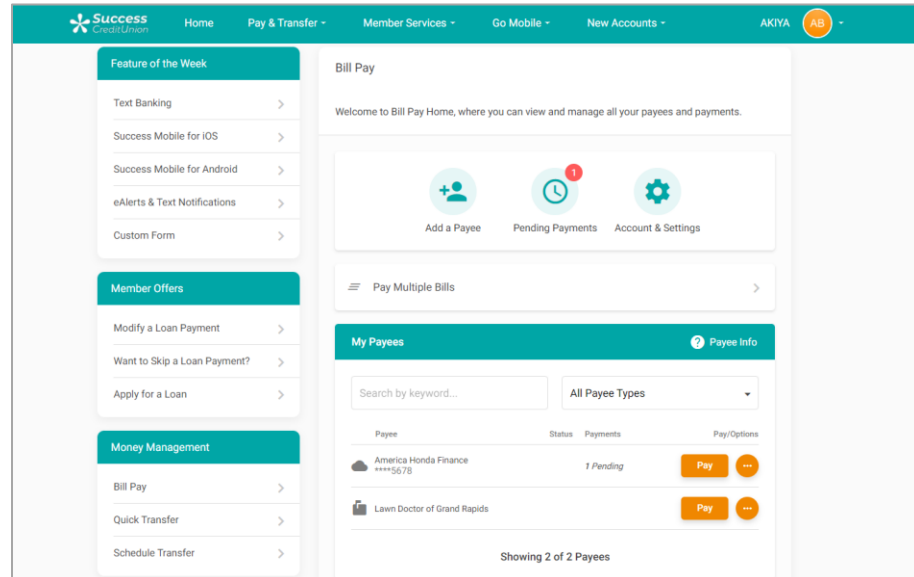 Success
CreditUnion
Home
Pay & Transfer
Member Services
Go Mobile
New Accounts
AKIYA
AB
Feature of the Week
Text Banking
Success Mobile for iOS
Success Mobile for Android
eAlerts & Text Notifications
Custom Form
Member Offers
Modify a Loan Payment
Want to Skip a Loan Payment?
Apply for a Loan
Money Management
Bill Pay
Quick Transfer
Schedule Transfer
Bill Pay
Welcome to Bill Pay Home, where you can view and manage all your payees and payments.
Add a Payee
1
Pending Payments
Account & Settings
Pay Multiple Bills
My Payees
? Payee Info
Search by keyword...
All Payee Types
Payee Status Payments Pay/Options
America Honda Finance
****5678
1 Pending
Pay
Lawn Doctor of Grand Rapids
Pay
Showing 2 of 2 Payees